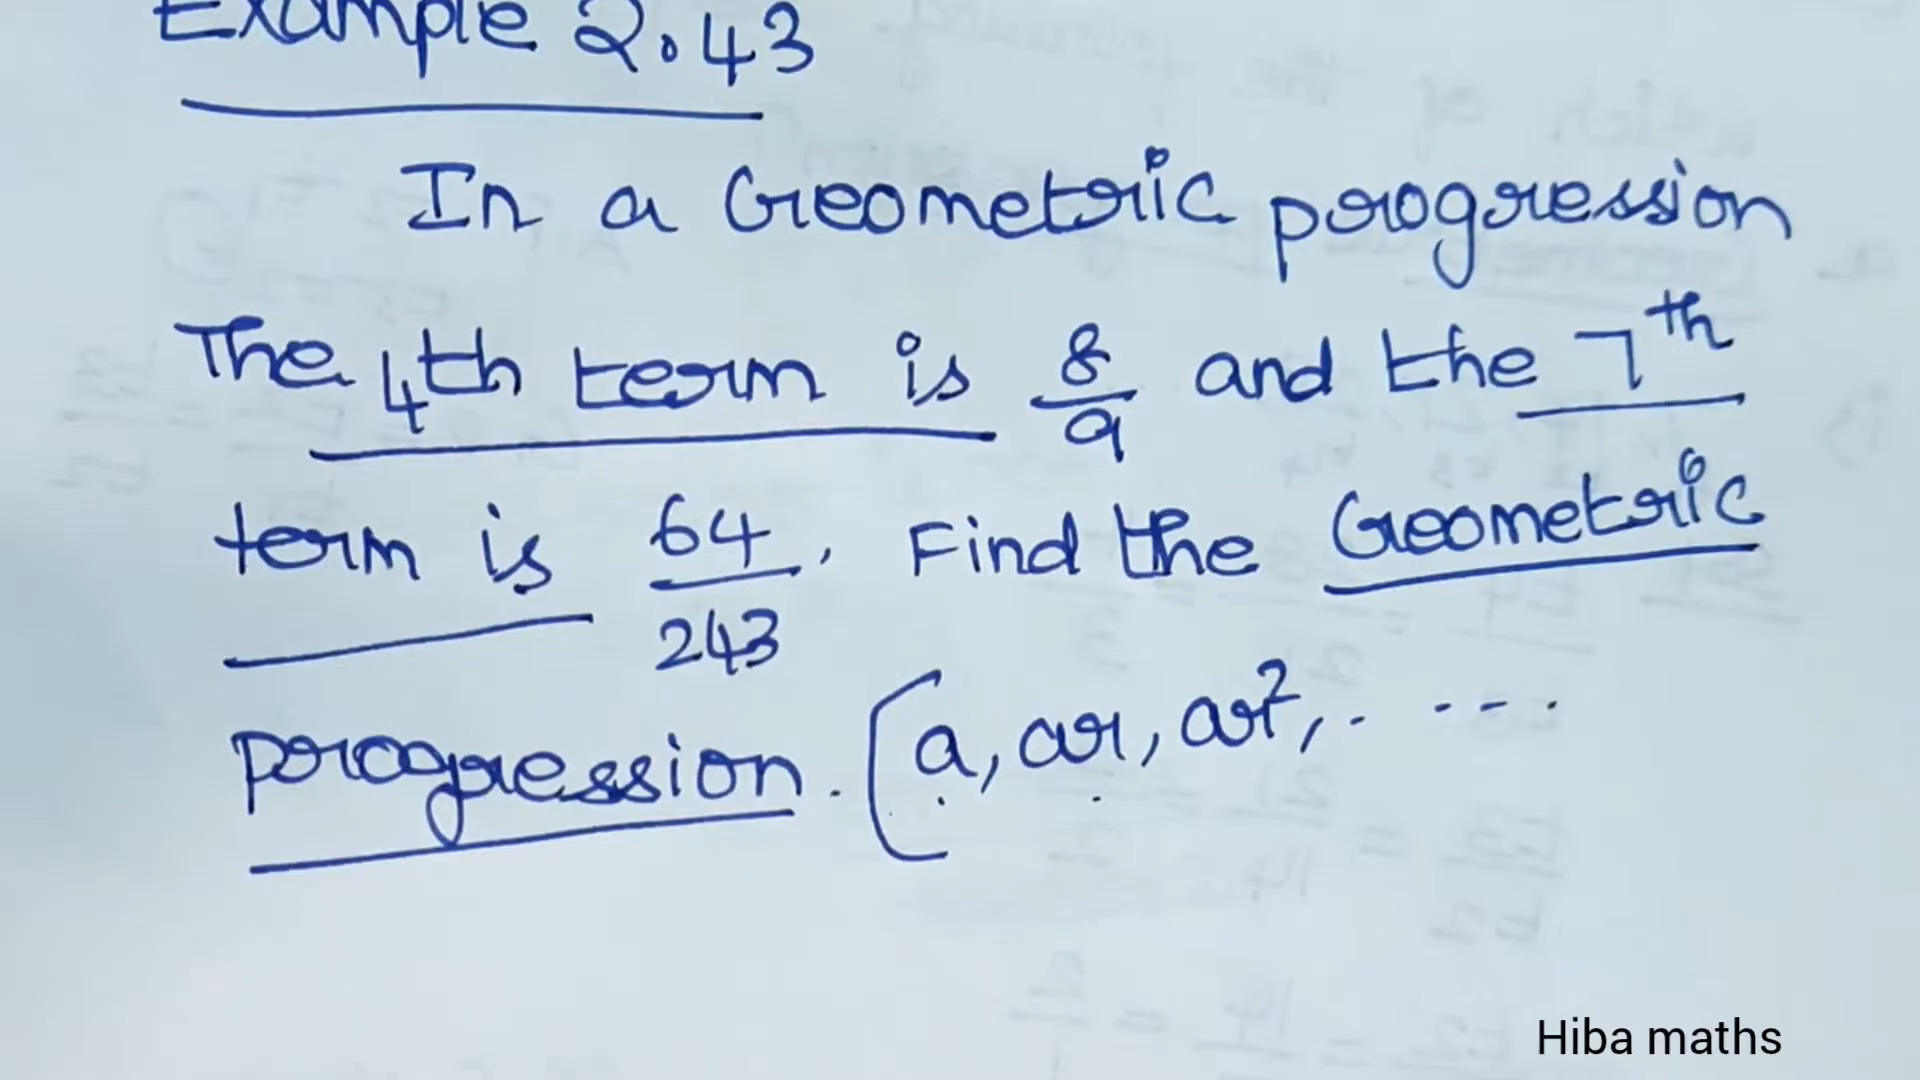 Example 2.43
In a Geometric progression
The 4th term is 8/9 and the 7th
term is 64/243. Find the Geometric
progression. (a, ar, ar², . - - - .
Hiba maths